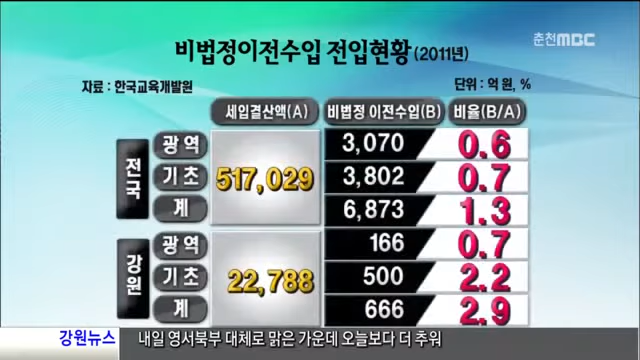 춘천MBC
비법정이전수입 전입현황(2011년)
자료 : 한국교육개발원
단위 : 억 원, %
세입결산액(A) 비법정 이전수입(B) 비율(B/A)
전국 517,029
광역 3,070 0.6
기초 3,802 0.7
계 6,873 1.3
강원 22,788
광역 166 0.7
기초 500 2.2
계 666 2.9
강원뉴스 내일 영서북부 대체로 맑은 가운데 오늘보다 더 추워